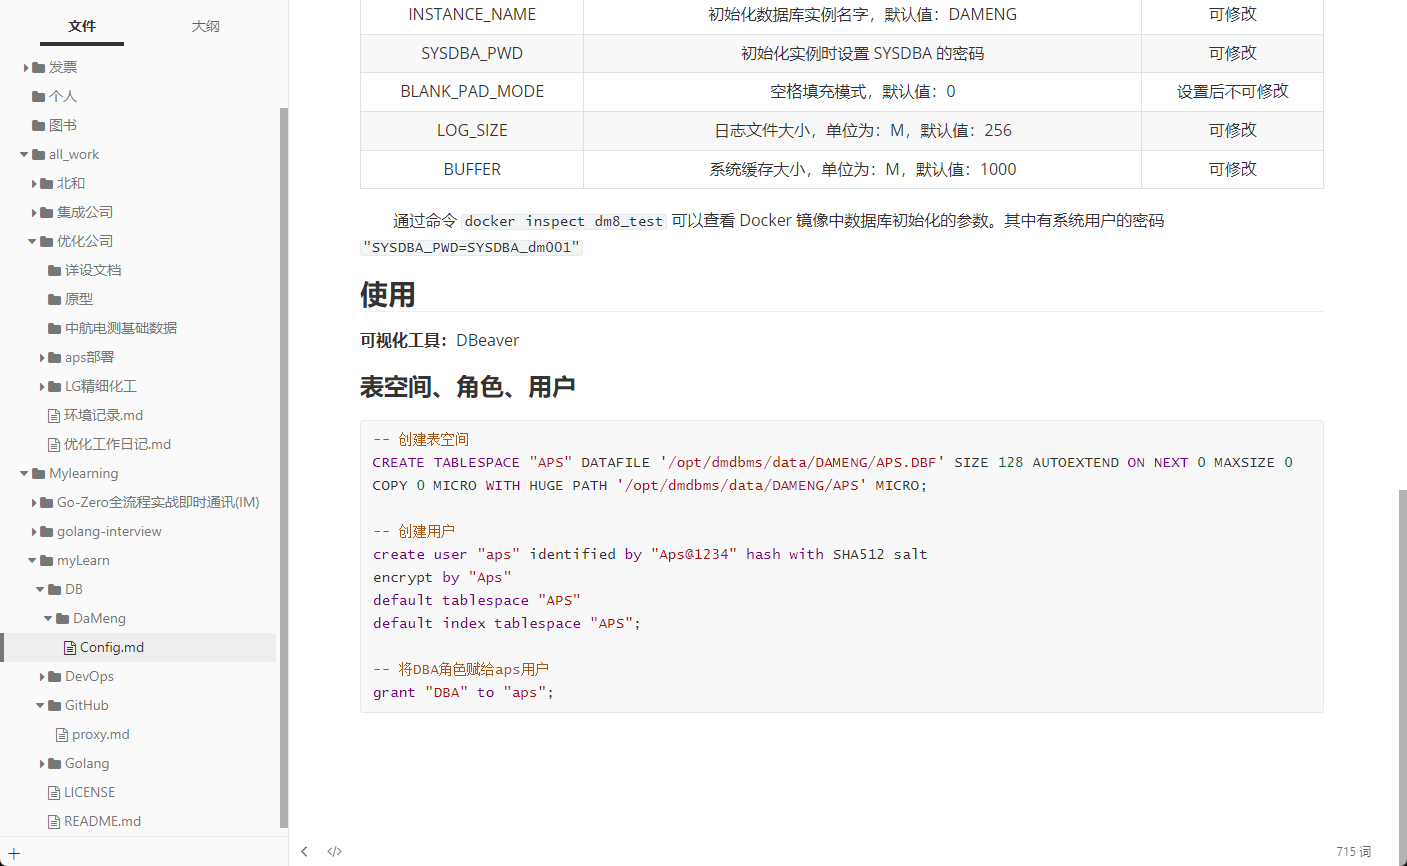 文件 大纲
发票
个人
图书
all_work
北和
集成公司
优化公司
详设文档
原型
中航电测基础数据
aps部署
LG精细化工
环境记录.md
优化工作日记.md
Mylearning
Go-Zero全流程实战即时通讯(IM)
golang-interview
myLearn
DB
DaMeng
Config.md
DevOps
GitHub
proxy.md
Golang
LICENSE
README.md
INSTANCE_NAME 初始化数据库实例名字，默认值：DAMENG 可修改
SYSDBA_PWD 初始化实例时设置 SYSDBA 的密码 可修改
BLANK_PAD_MODE 空格填充模式，默认值：0 设置后不可修改
LOG_SIZE 日志文件大小，单位为：M，默认值：256 可修改
BUFFER 系统缓存大小，单位为：M，默认值：1000 可修改
通过命令 docker inspect dm8_test 可以查看 Docker 镜像中数据库初始化的参数。其中有系统用户的密码
"SYSDBA_PWD=SYSDBA_dm001"
使用
可视化工具：DBeaver
表空间、角色、用户
-- 创建表空间
CREATE TABLESPACE "APS" DATAFILE '/opt/dmdbms/data/DAMENG/APS.DBF' SIZE 128 AUTOEXTEND ON NEXT 0 MAXSIZE 0
COPY 0 MICRO WITH HUGE PATH '/opt/dmdbms/data/DAMENG/APS' MICRO;
-- 创建用户
create user "aps" identified by "Aps@1234" hash with SHA512 salt
encrypt by "Aps"
default tablespace "APS"
default index tablespace "APS";
-- 将DBA角色赋给aps用户
grant "DBA" to "aps";
715 词